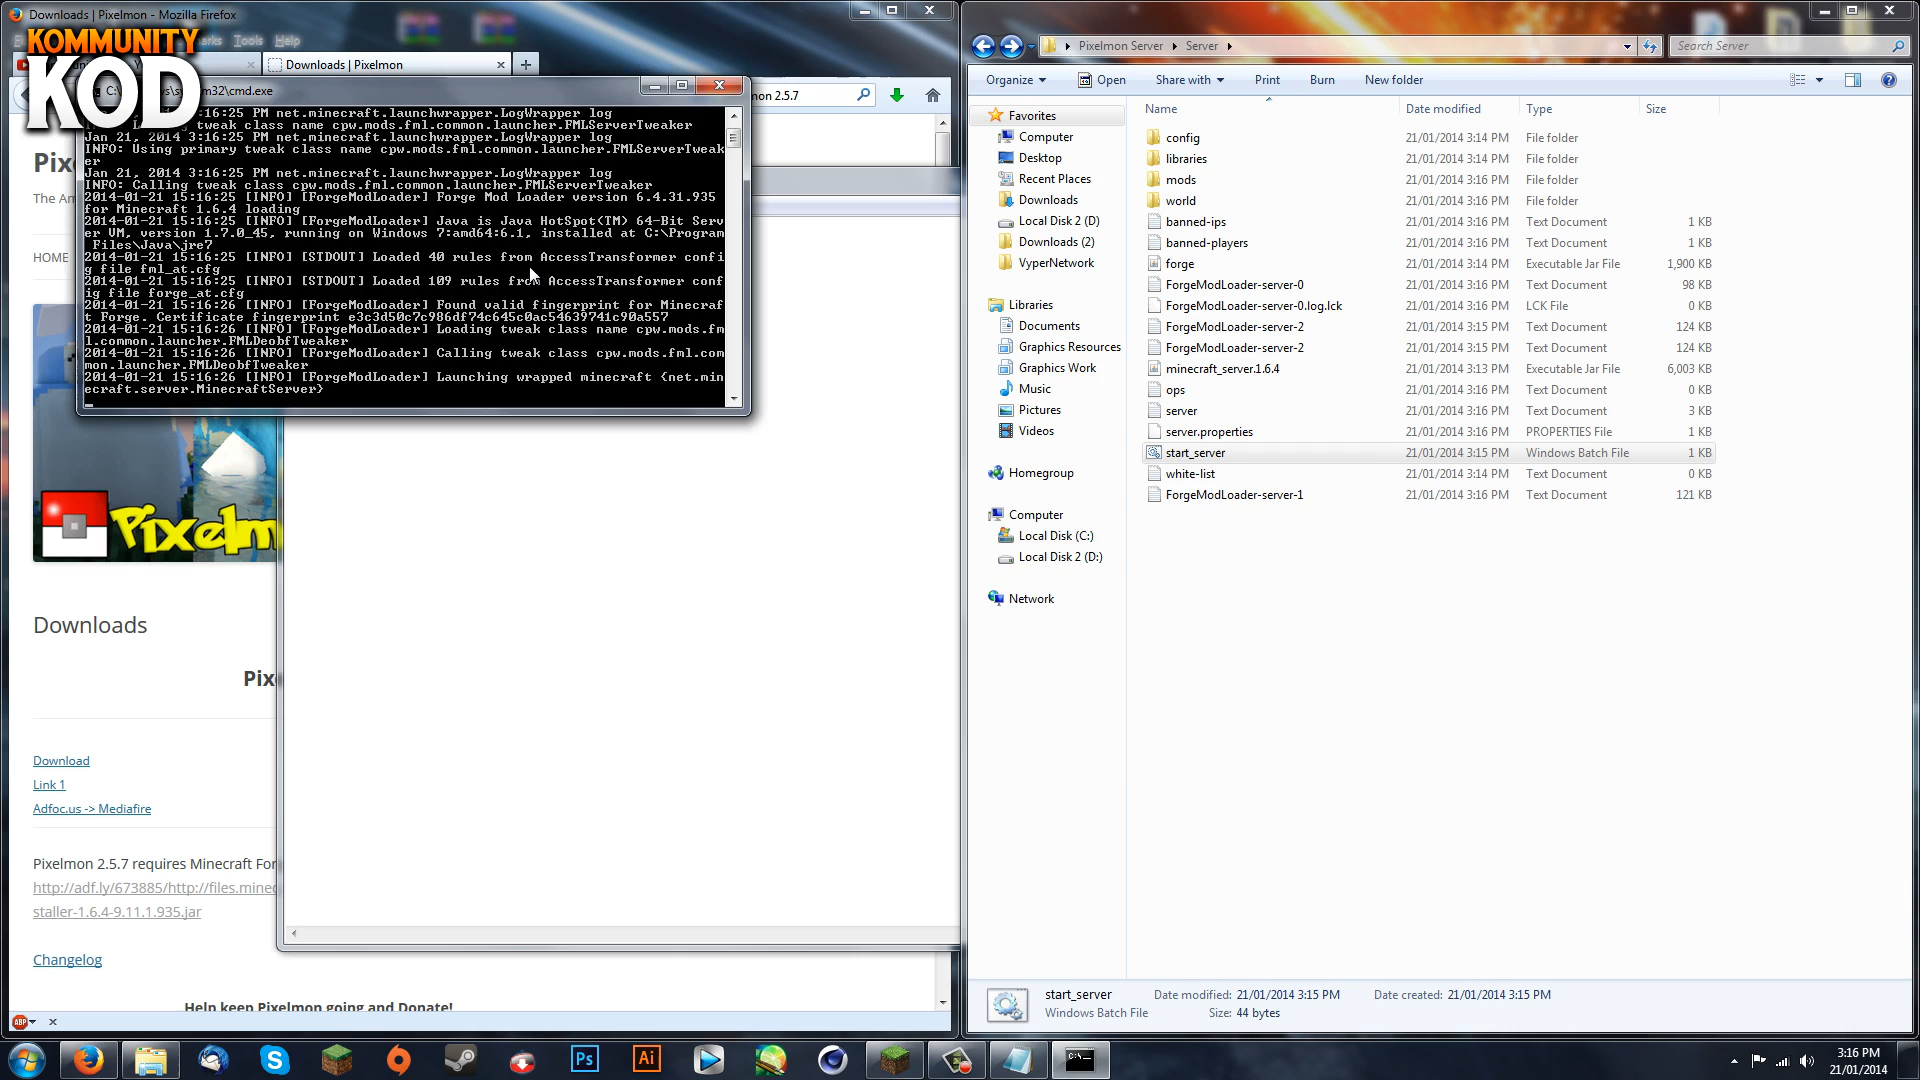 Downloads | Pixelmon - Mozilla Firefox
Tools Help
KOMMUNITY
KOD
Downloads | Pixelmon
mon 2.5.7
m32\cmd.exe
:16:25 PM net.minecraft.launchwrapper.LogWrapper log
tweak class name cpw.mods.fml.common.launcher.FMLServerTweaker
Jan 21, 2014 3:16:25 PM net.minecraft.launchwrapper.LogWrapper log
INFO: Using primary tweak class name cpw.mods.fml.common.launcher.FMLServerTweak
er
Jan 21, 2014 3:16:25 PM net.minecraft.launchwrapper.LogWrapper log
INFO: Calling tweak class cpw.mods.fml.common.launcher.FMLServerTweaker
2014-01-21 15:16:25 [INFO] [ForgeModLoader] Forge Mod Loader version 6.4.31.935
for Minecraft 1.6.4 loading
2014-01-21 15:16:25 [INFO] [ForgeModLoader] Java is Java HotSpot(TM) 64-Bit Serv
er VM, version 1.7.0_45, running on Windows 7:amd64:6.1, installed at C:\Program
Files\Java\jre7
2014-01-21 15:16:25 [INFO] [STDOUT] Loaded 40 rules from AccessTransformer confi
g file fml_at.cfg
2014-01-21 15:16:25 [INFO] [STDOUT] Loaded 109 rules from AccessTransformer conf
ig file forge_at.cfg
2014-01-21 15:16:26 [INFO] [ForgeModLoader] Found valid fingerprint for Minecraf
t Forge. Certificate fingerprint e3c3d50c7c986df74c645c0ac54639741c90a557
2014-01-21 15:16:26 [INFO] [ForgeModLoader] Loading tweak class name cpw.mods.fm
l.common.launcher.FMLDeobfTweaker
2014-01-21 15:16:26 [INFO] [ForgeModLoader] Calling tweak class cpw.mods.fml.com
mon.launcher.FMLDeobfTweaker
2014-01-21 15:16:26 [INFO] [ForgeModLoader] Launching wrapped minecraft {net.min
ecraft.server.MinecraftServer}
Pix
The Am
HOME
Pixelm
Downloads
Pix
Download
Link 1
Adfoc.us -> Mediafire
Pixelmon 2.5.7 requires Minecraft For
http://adf.ly/673885/http://files.minec
staller-1.6.4-9.11.1.935.jar
Changelog
Help keep Pixelmon going and Donate!
ABP
Pixelmon Server Server
Search Server
Organize Open Share with Print Burn New folder
Favorites
Computer
Desktop
Recent Places
Downloads
Local Disk 2 (D)
Downloads (2)
VyperNetwork
Libraries
Documents
Graphics Resources
Graphics Work
Music
Pictures
Videos
Homegroup
Computer
Local Disk (C:)
Local Disk 2 (D:)
Network
Name Date modified Type Size
config 21/01/2014 3:14 PM File folder
libraries 21/01/2014 3:14 PM File folder
mods 21/01/2014 3:14 PM File folder
world 21/01/2014 3:16 PM File folder
banned-ips 21/01/2014 3:16 PM Text Document 1 KB
banned-players 21/01/2014 3:16 PM Text Document 1 KB
forge 21/01/2014 3:14 PM Executable Jar File 1,900 KB
ForgeModLoader-server-0 21/01/2014 3:16 PM Text Document 98 KB
ForgeModLoader-server-0.log.lck 21/01/2014 3:16 PM LCK File 0 KB
ForgeModLoader-server-2 21/01/2014 3:16 PM Text Document 124 KB
ForgeModLoader-server-2 21/01/2014 3:16 PM Text Document 124 KB
minecraft_server.1.6.4 21/01/2014 3:13 PM Executable Jar File 6,003 KB
ops 21/01/2014 3:16 PM Text Document 0 KB
server 21/01/2014 3:16 PM Text Document 3 KB
server.properties 21/01/2014 3:16 PM PROPERTIES File 1 KB
start_server 21/01/2014 3:15 PM Windows Batch File 1 KB
white-list 21/01/2014 3:14 PM Text Document 0 KB
ForgeModLoader-server-1 21/01/2014 3:16 PM Text Document 121 KB
start_server Date modified: 21/01/2014 3:15 PM Date created: 21/01/2014 3:15 PM
Windows Batch File Size: 44 bytes
Ps
Ai
3:16 PM
21/01/2014